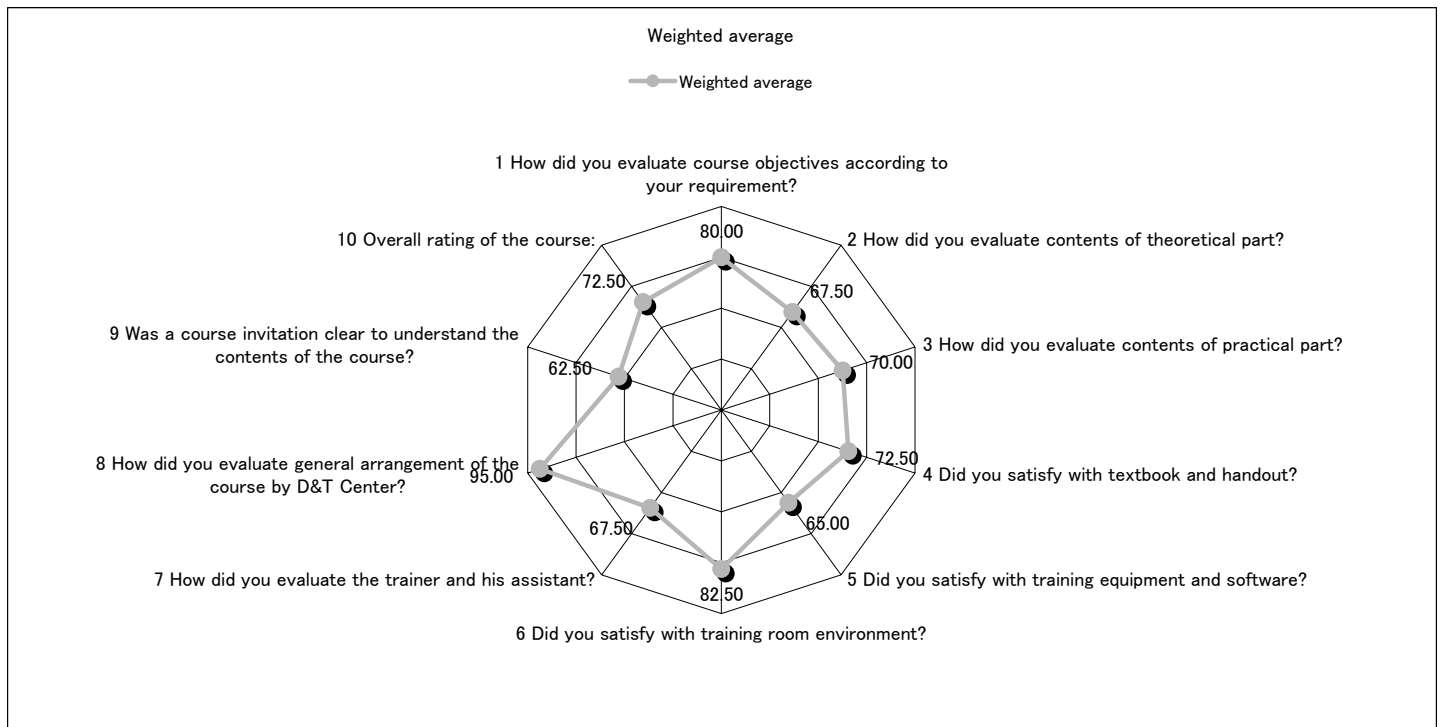 Weighted average
Weighted average
1 How did you evaluate course objectives according to
your requirement?
80.00
10 Overall rating of the course:
2 How did you evaluate contents of theoretical part?
72.50
67.50
9 Was a course invitation clear to understand the
contents of the course?
3 How did you evaluate contents of practical part?
62.50
70.00
8 How did you evaluate general arrangement of the
course by D&T Center?
95.00
72.50
4 Did you satisfy with textbook and handout?
67.50
65.00
7 How did you evaluate the trainer and his assistant?
5 Did you satisfy with training equipment and software?
82.50
6 Did you satisfy with training room environment?